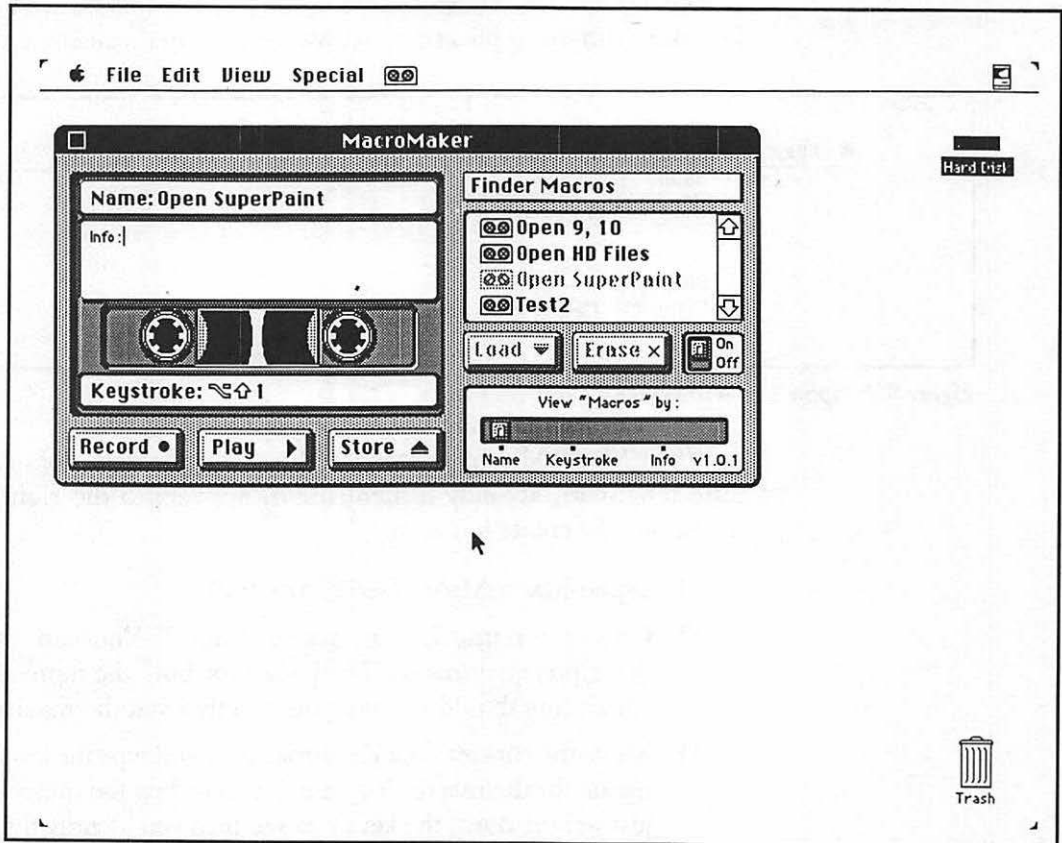 File Edit View Special
MacroMaker
Hard Disk
Name: Open SuperPaint
Info:
Keystroke: ⌥⇧1
Record
Play
Store
Finder Macros
Open 9, 10
Open HD Files
Open SuperPaint
Test2
Load
Erase ×
On
Off
View "Macros" by:
Name Keystroke Info v1.0.1
Trash